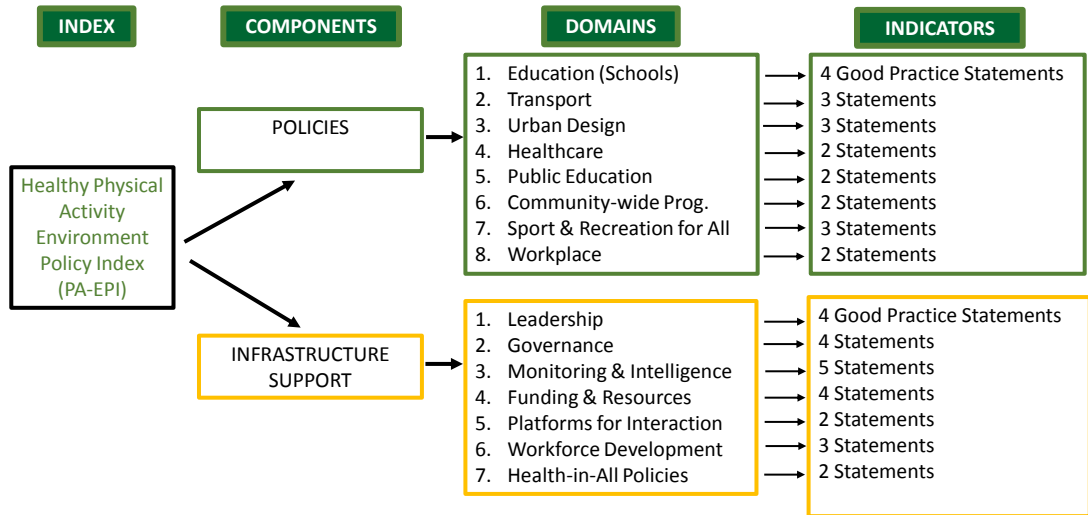 INDEX
COMPONENTS
DOMAINS
INDICATORS
Healthy Physical
Activity
Environment
Policy Index
(PA-EPI)
POLICIES
1. Education (Schools)
2. Transport
3. Urban Design
4. Healthcare
5. Public Education
6. Community-wide Prog.
7. Sport & Recreation for All
8. Workplace
4 Good Practice Statements
3 Statements
3 Statements
2 Statements
2 Statements
2 Statements
3 Statements
2 Statements
INFRASTRUCTURE
SUPPORT
1. Leadership
2. Governance
3. Monitoring & Intelligence
4. Funding & Resources
5. Platforms for Interaction
6. Workforce Development
7. Health-in-All Policies
4 Good Practice Statements
4 Statements
5 Statements
4 Statements
2 Statements
3 Statements
2 Statements